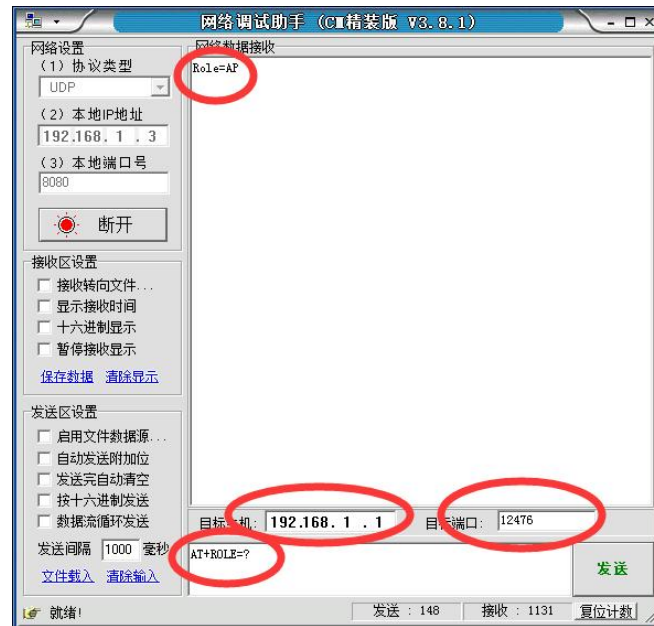 网络调试助手 (CM精装版 V3.8.1)
网络设置
(1) 协议类型
UDP
(2) 本地IP地址
192.168. 1 . 3
(3) 本地端口号
8080
断开
接收区设置
接收转向文件...
显示接收时间
十六进制显示
暂停接收显示
保存数据 清除显示
发送区设置
启用文件数据源...
自动发送附加位
发送完自动清空
按十六进制发送
数据流循环发送
发送间隔 1000 毫秒
文件载入 清除输入
网络数据接收
Role=AP
目标主机: 192.168. 1 . 1 目标端口: 12476
AT+ROLE=?
发送
就绪! 发送 : 148 接收 : 1131 复位计数